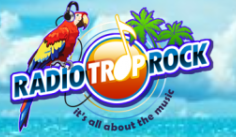 RADIO TROP ROCK
it's all about the music